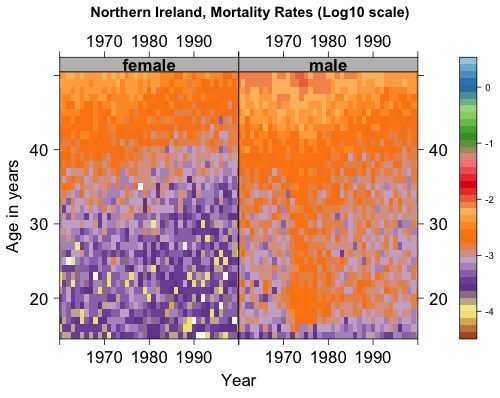 Northern Ireland, Mortality Rates (Log10 scale)
1970 1980 1990 1970 1980 1990
female male
0
-1
40 40
-2
Age in years
30 30
-3
20 20
-4
1970 1980 1990 1970 1980 1990
Year